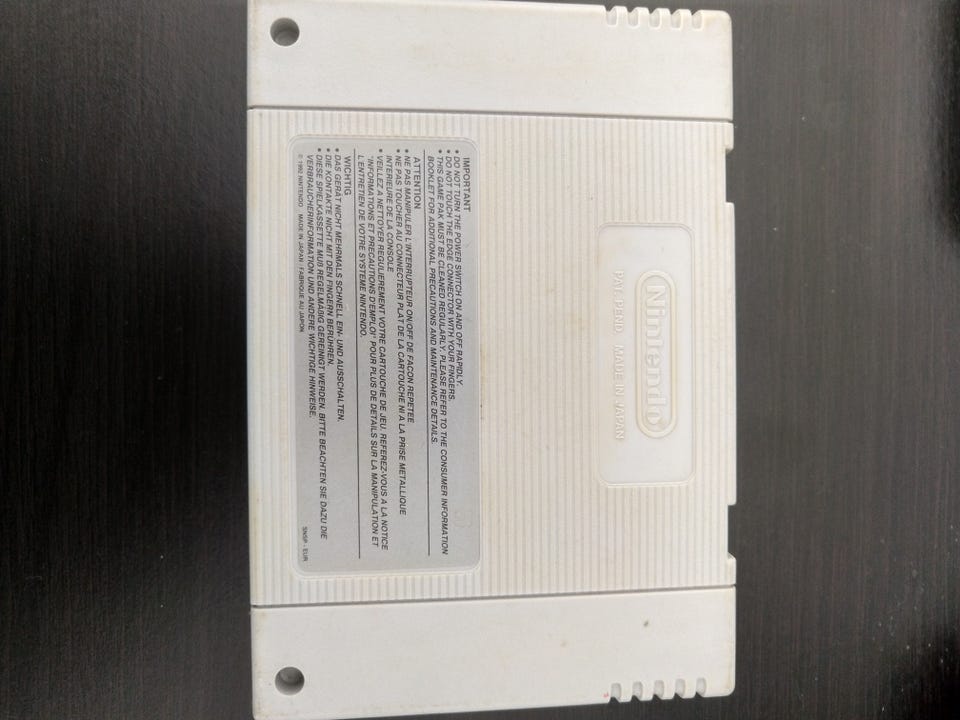 Nintendo
PAT. PEND. MADE IN JAPAN
IMPORTANT
• DO NOT TURN THE POWER SWITCH ON AND OFF RAPIDLY.
• DO NOT TOUCH THE EDGE CONNECTOR WITH YOUR FINGERS.
• THIS GAME PAK MUST BE CLEANED REGULARLY. PLEASE REFER TO THE CONSUMER INFORMATION
BOOKLET FOR ADDITIONAL PRECAUTIONS AND MAINTENANCE DETAILS.
ATTENTION
• NE PAS MANIPULER L'INTERRUPTEUR ON/OFF DE FACON REPETEE
• NE PAS TOUCHER AU CONNECTEUR PLAT DE LA CARTOUCHE NI A LA PRISE METALLIQUE
INTERIEURE DE LA CONSOLE
• VEILLEZ A NETTOYER REGULIEREMENT VOTRE CARTOUCHE DE JEU. REFEREZ-VOUS A LA NOTICE
"INFORMATIONS ET PRECAUTIONS D'EMPLOI" POUR PLUS DE DETAILS SUR LA MANIPULATION ET
L'ENTRETIEN DE VOTRE SYSTEME NINTENDO.
WICHTIG
• DAS GERÄT NICHT MEHRMALS SCHNELL EIN- UND AUSSCHALTEN.
• DIE KONTAKTE NICHT MIT DEN FINGERN BERÜHREN.
• DIESE SPIELKASSETTE MUß REGELMÄßIG GEREINIGT WERDEN. BITTE BEACHTEN SIE DAZU DIE
VERBRAUCHERINFORMATION UND ANDERE WICHTIGE HINWEISE.
© 1992 NINTENDO MADE IN JAPAN · FABRIQUE AU JAPON
SNSP - EUR